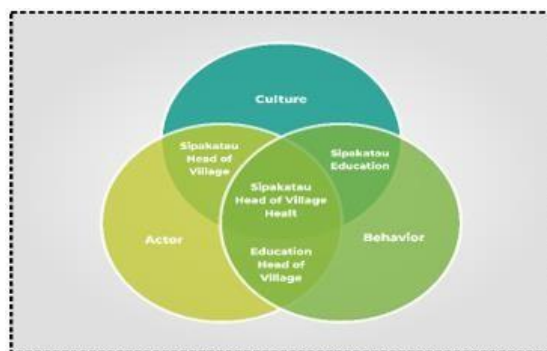 Culture
Sipakatau
Head of
Village
Sipakatau
Education
Sipakatau
Head of Village
Healt
Actor
Behavior
Education
Head of
Village